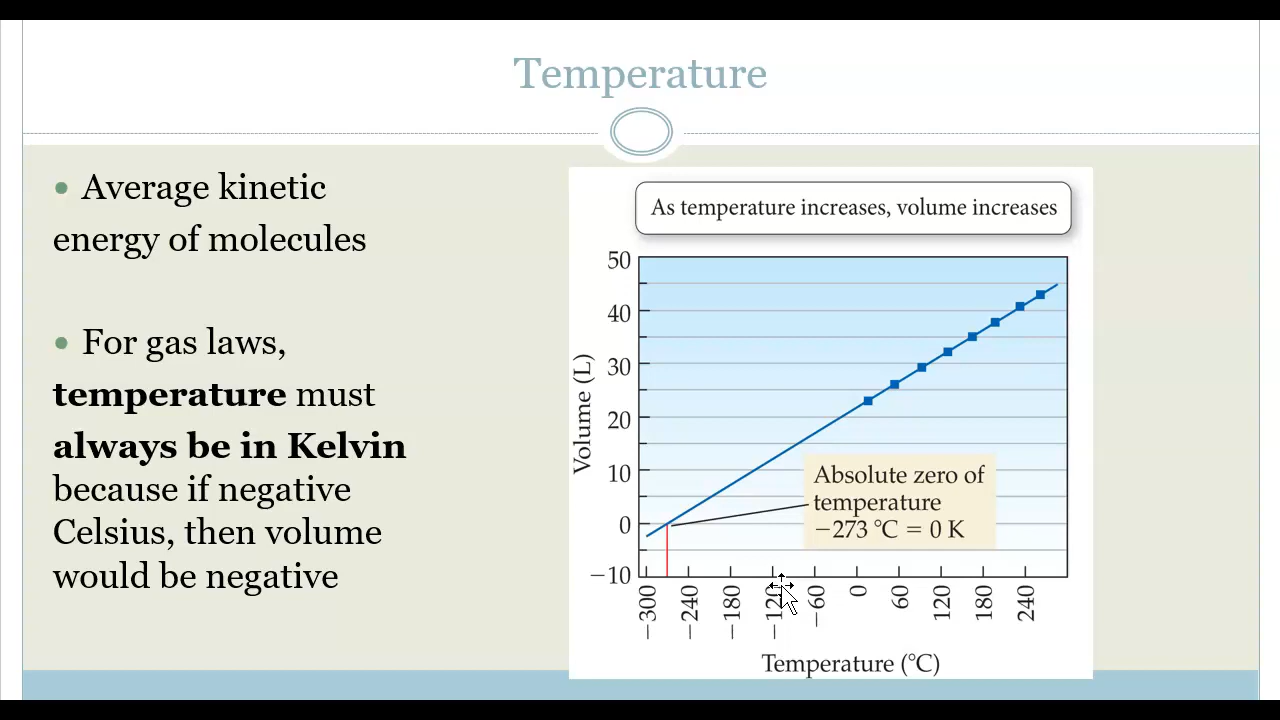 Temperature
• Average kinetic
energy of molecules
• For gas laws,
temperature must
always be in Kelvin
because if negative
Celsius, then volume
would be negative
As temperature increases, volume increases
Volume (L)
50
40
30
20
10
0
−10
Absolute zero of
temperature
−273 °C = 0 K
−300 −240 −180 −120 −60 0 60 120 180 240
Temperature (°C)